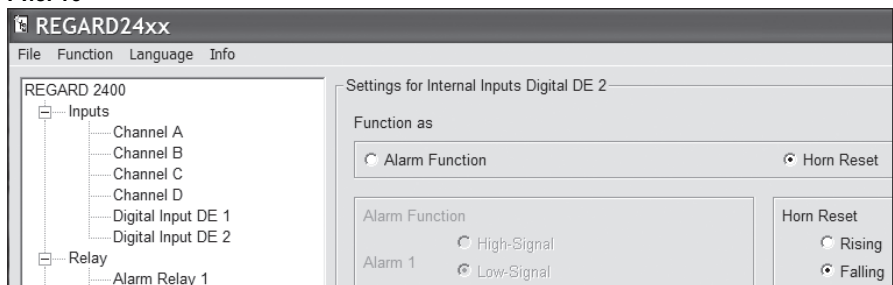 REGARD24xx
File Function Language Info
REGARD 2400
Inputs
Channel A
Channel B
Channel C
Channel D
Digital Input DE 1
Digital Input DE 2
Relay
Alarm Relay 1
Settings for Internal Inputs Digital DE 2
Function as
Alarm Function Horn Reset
Alarm Function
High-Signal
Alarm 1
Low-Signal
Horn Reset
Rising
Falling